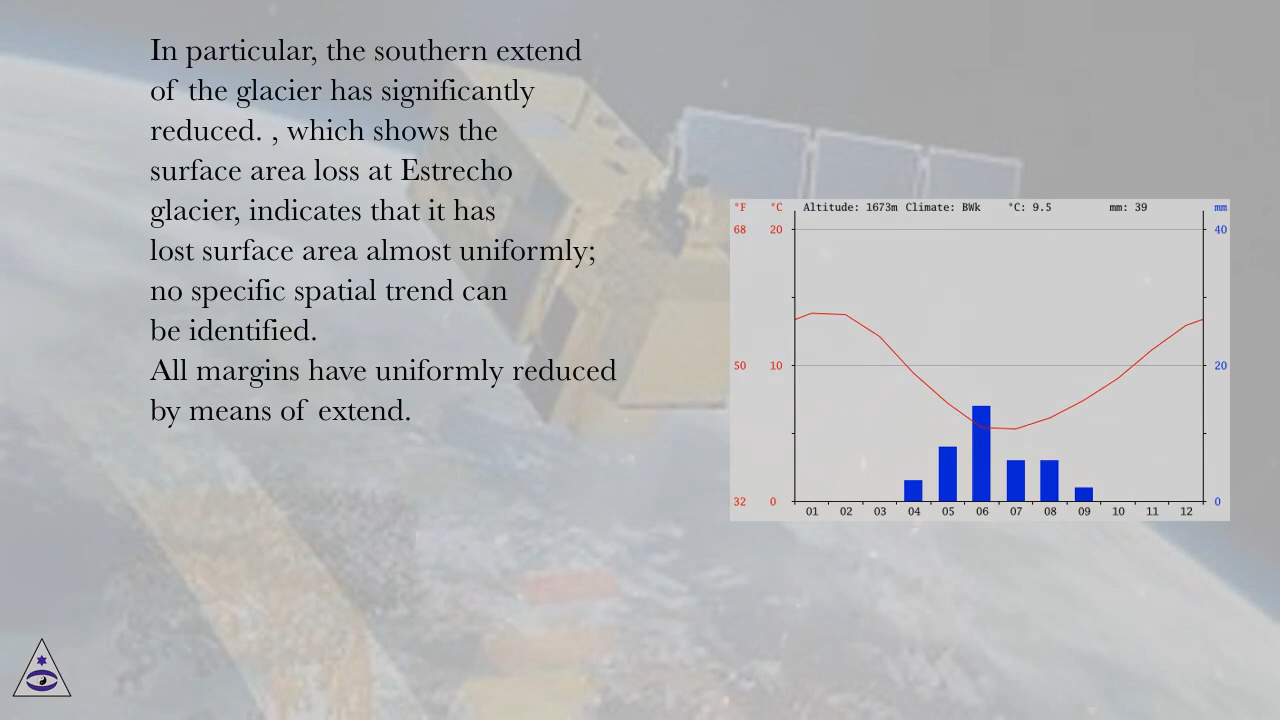 In particular, the southern extend
of the glacier has significantly
reduced. , which shows the
surface area loss at Estrecho
glacier, indicates that it has
lost surface area almost uniformly;
no specific spatial trend can
be identified.
All margins have uniformly reduced
by means of extend.
°F °C Altitude: 1673m Climate: BWk °C: 9.5 mm: 39 mm
68 20 40
50 10 20
32 0 0
01 02 03 04 05 06 07 08 09 10 11 12